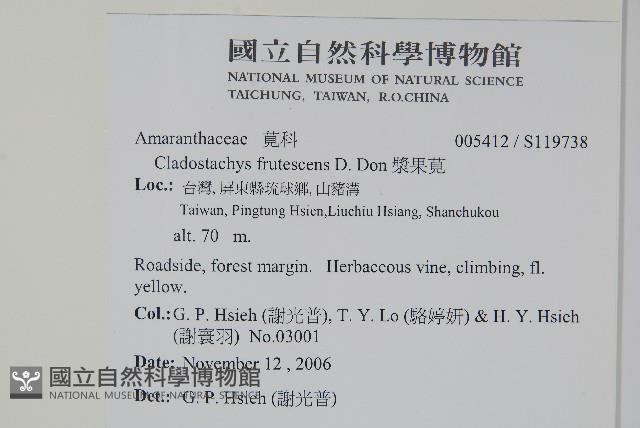 國立自然科學博物館
NATIONAL MUSEUM OF NATURAL SCIENCE
TAICHUNG, TAIWAN, R.O.CHINA
Amaranthaceae 莧科 005412 / S119738
Cladostachys frutescens D. Don 漿果莧
Loc.: 台灣, 屏東縣琉球鄉, 山豬溝
Taiwan, Pingtung Hsien,Liuchiu Hsiang, Shanchukou
alt. 70 m.
Roadside, forest margin. Herbaceous vine, climbing, fl.
yellow.
Col.: G. P. Hsieh (謝光普), T. Y. Lo (駱婷妍) & H. Y. Hsieh
(謝寰羽) No.03001
Date: November 12 , 2006
Det.: G. P. Hsieh (謝光普)
國立自然科學博物館
NATIONAL MUSEUM OF NATURAL SCIENCE